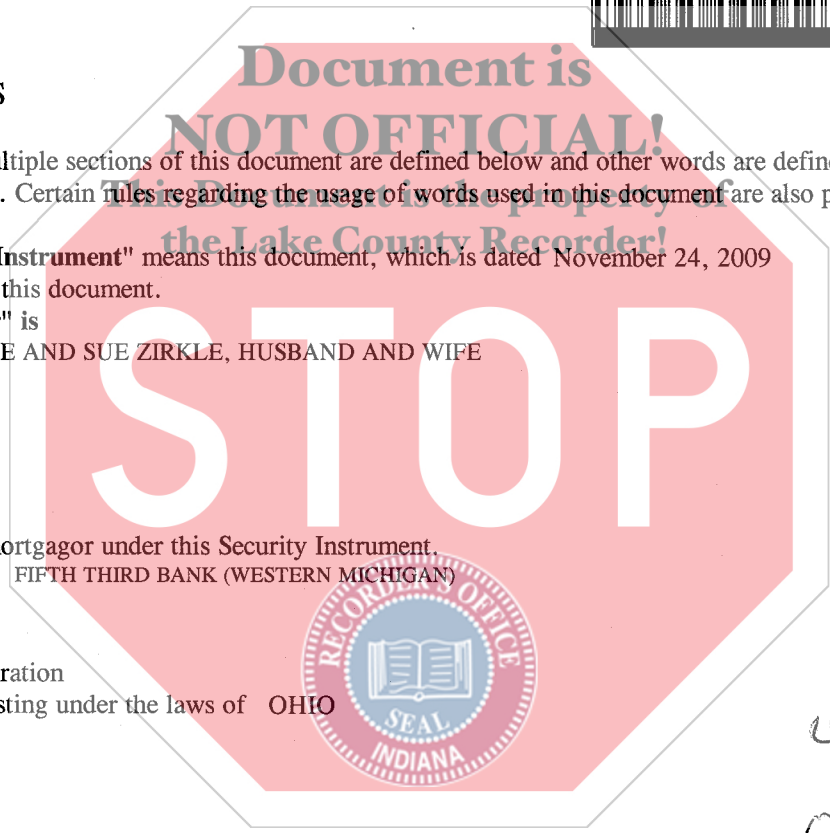 Document is
S
NOT OFFICIAL!
ltiple sections of this document are defined below and other words are define
. Certain rules regarding the usage of words used in this document are also p
This Document is the property of
the Lake County Recorder!
Instrument" means this document, which is dated November 24, 2009
this document.
" is
E AND SUE ZIRKLE, HUSBAND AND WIFE
STOP
ortgagor under this Security Instrument.
FIFTH THIRD BANK (WESTERN MICHIGAN)
RECORDER'S OFFICE
ration
sting under the laws of OHIO
SEAL
INDIANA